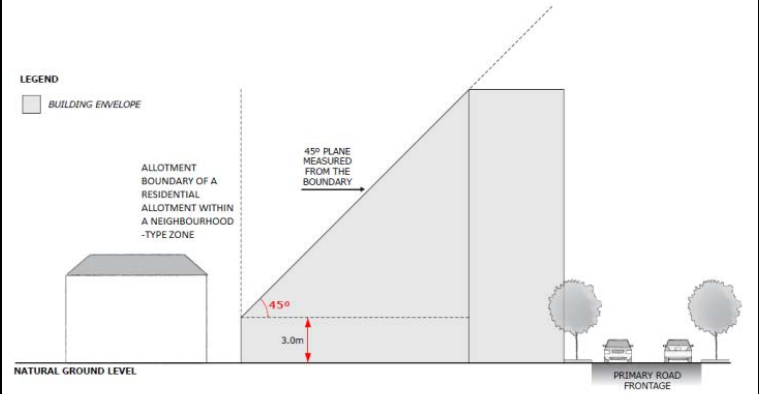 LEGEND
BUILDING ENVELOPE
ALLOTMENT
BOUNDARY OF A
RESIDENTIAL
ALLOTMENT WITHIN
A NEIGHBOURHOOD
-TYPE ZONE
45º PLANE
MEASURED
FROM THE
BOUNDARY
45º
3.0m
NATURAL GROUND LEVEL
PRIMARY ROAD
FRONTAGE